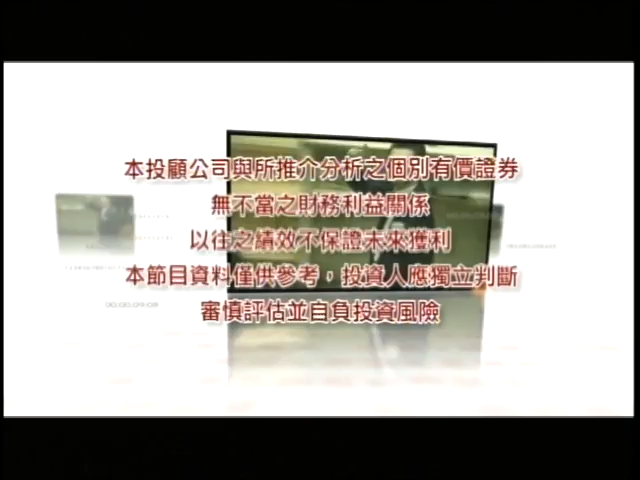 本投顧公司與所推介分析之個別有價證券
無不當之財務利益關係
以往之績效不保證未來獲利
本節目資料僅供參考，投資人應獨立判斷
審慎評估並自負投資風險